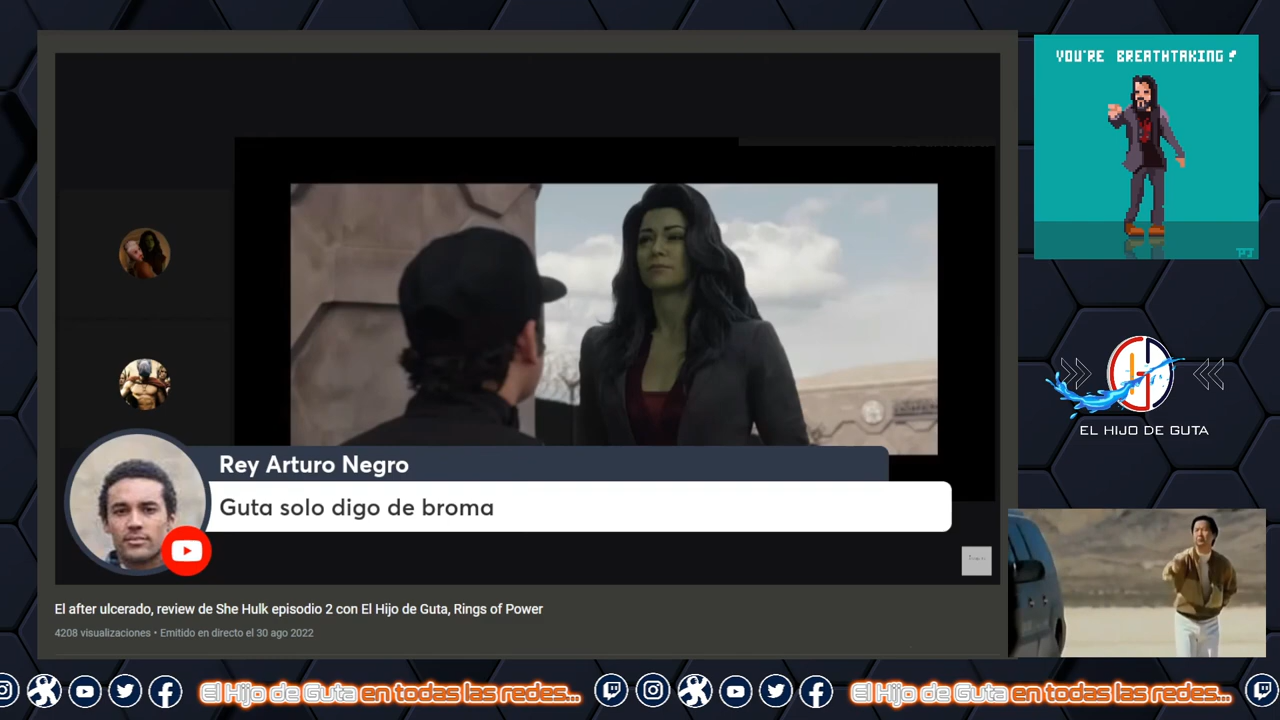 YOU'RE BREATHTAKING!
PJ
Rey Arturo Negro
Guta solo digo de broma
EL HIJO DE GUTA
El after ulcerado, review de She Hulk episodio 2 con El Hijo de Guta, Rings of Power
4208 visualizaciones • Emitido en directo el 30 ago 2022
El Hijo de Guta en todas las redes... El Hijo de Guta en todas las redes...